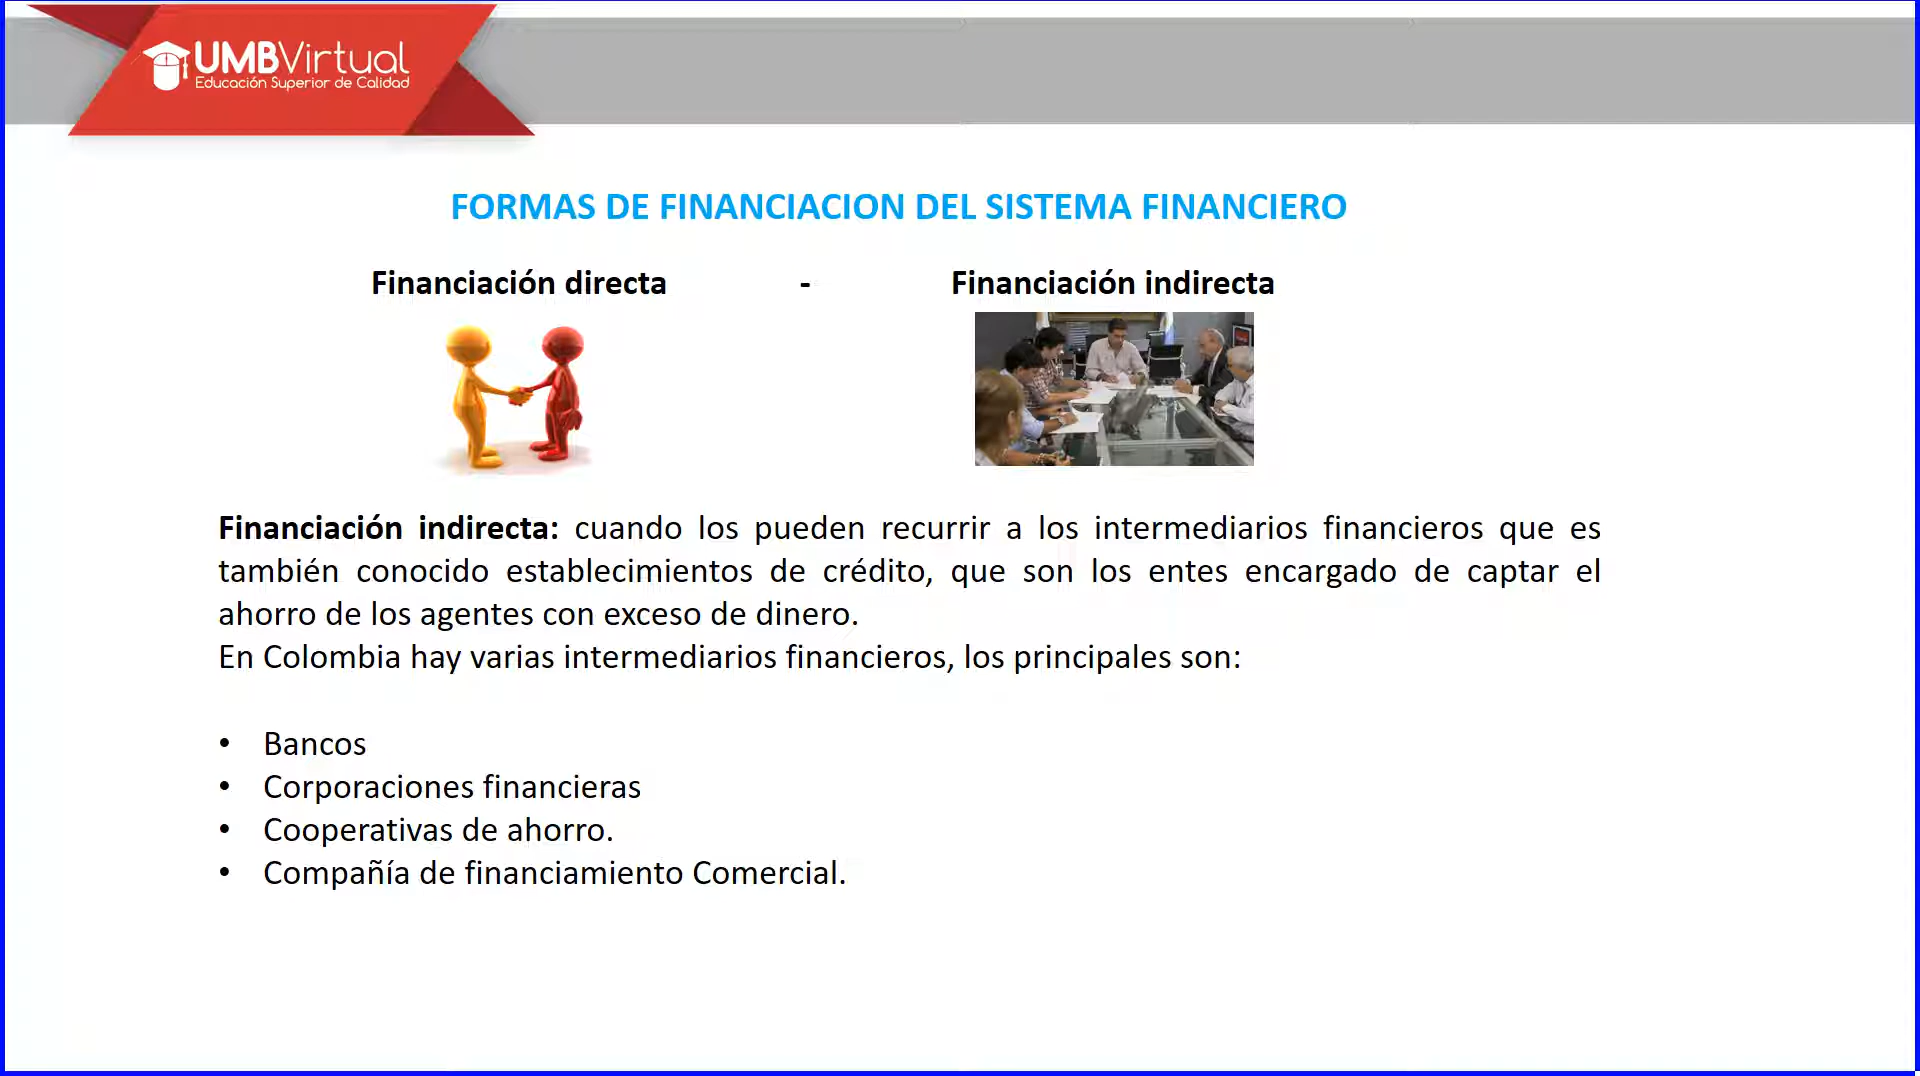 UMBVirtual
Educación Superior de Calidad
FORMAS DE FINANCIACION DEL SISTEMA FINANCIERO
Financiación directa - Financiación indirecta
Financiación indirecta: cuando los pueden recurrir a los intermediarios financieros que es
también conocido establecimientos de crédito, que son los entes encargado de captar el
ahorro de los agentes con exceso de dinero.
En Colombia hay varias intermediarios financieros, los principales son:
• Bancos
• Corporaciones financieras
• Cooperativas de ahorro.
• Compañía de financiamiento Comercial.